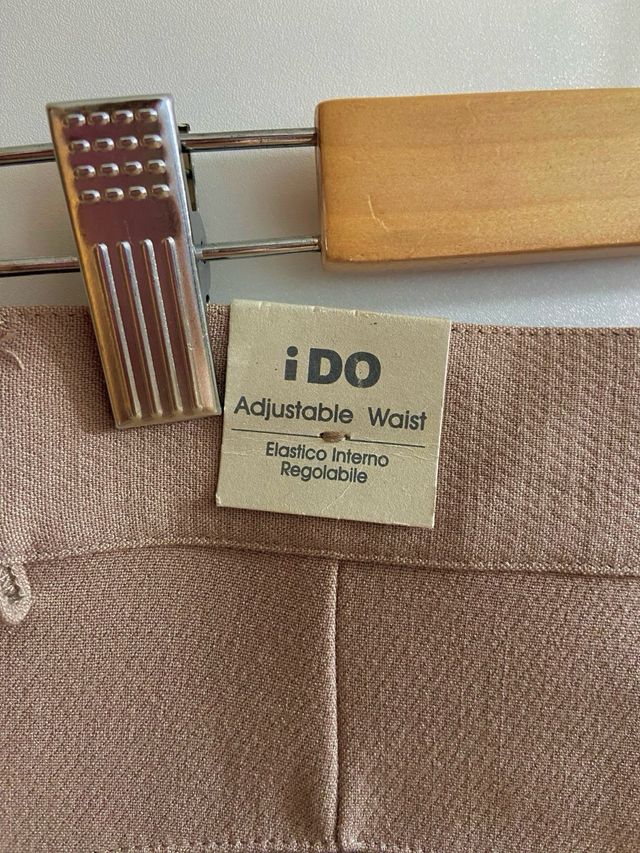 iDO
Adjustable Waist
Elastico Interno
Regolabile